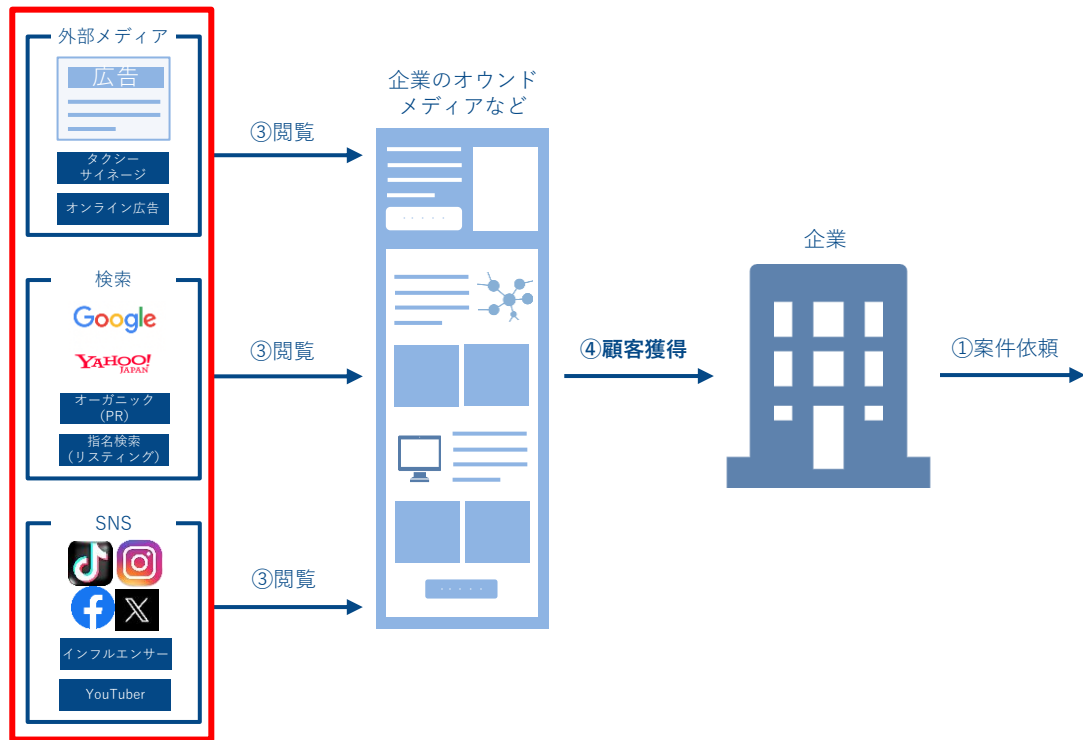 外部メディア
広告
タクシー
サイネージ
オンライン広告
検索
Google
YAHOO!
JAPAN
オーガニック
(PR)
指名検索
(リスティング)
SNS
インフルエンサー
YouTuber
③閲覧
③閲覧
③閲覧
企業のオウンド
メディアなど
④顧客獲得
企業
①案件依頼